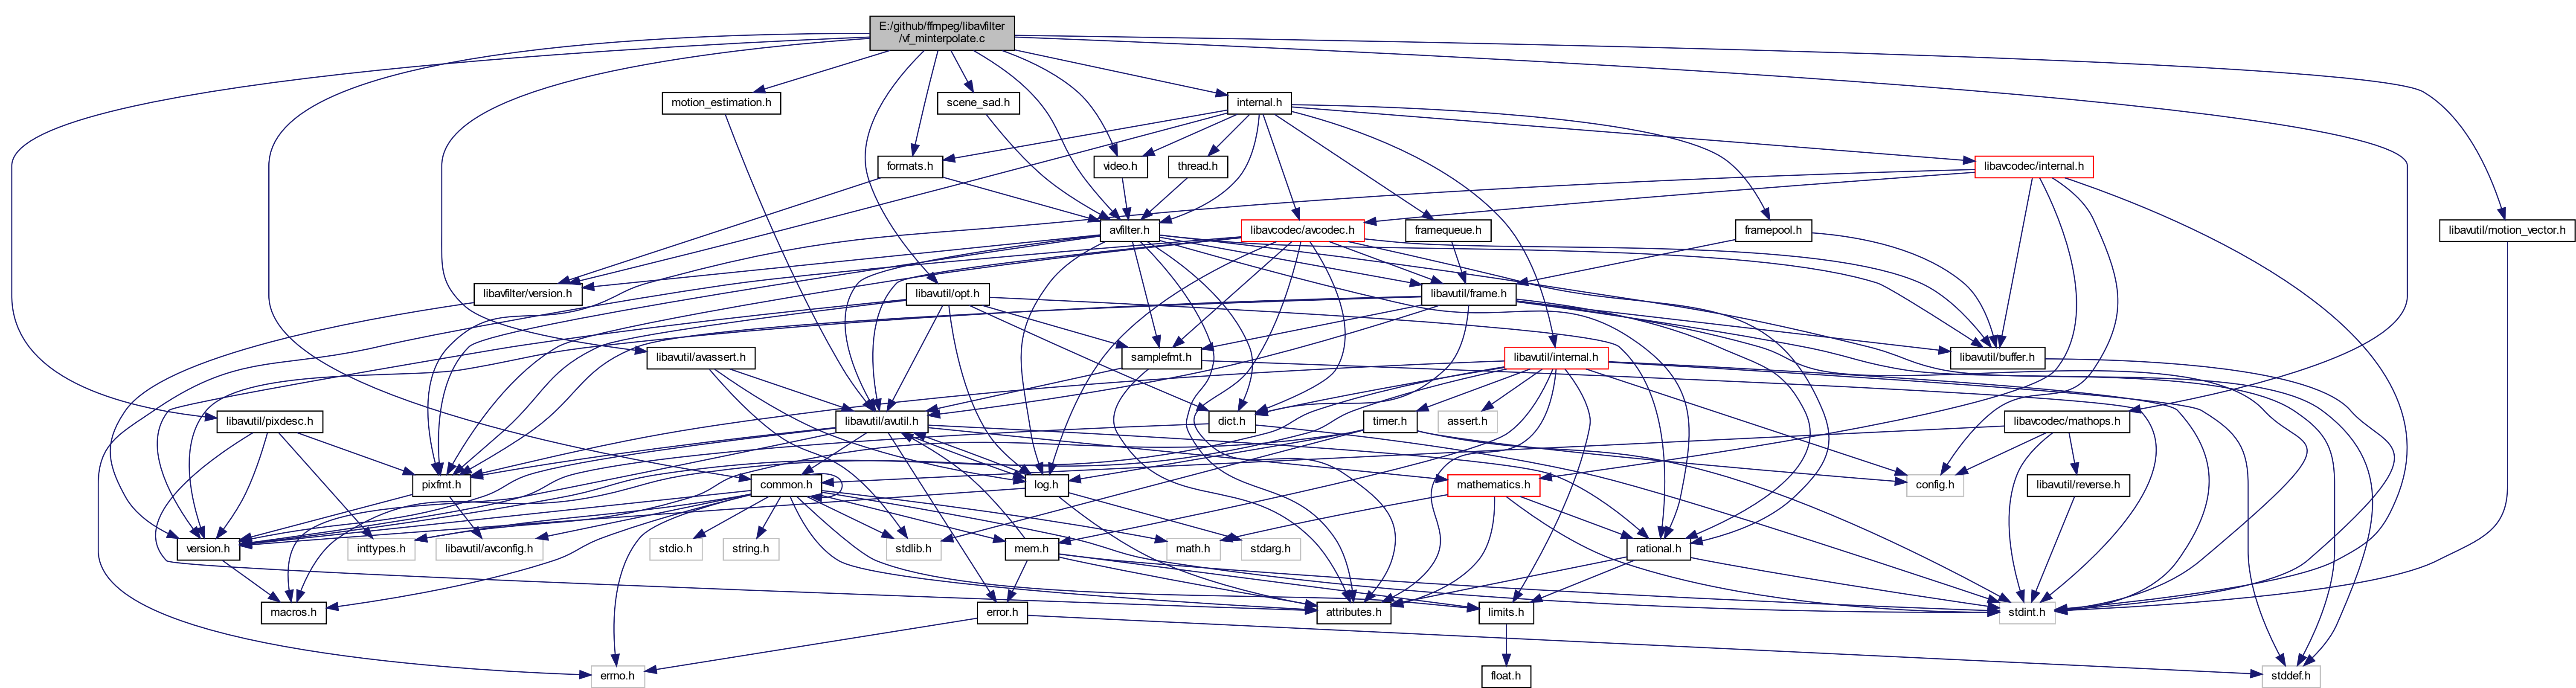 E:/github/ffmpeg/libavfilter
/vf_minterpolate.c
motion_estimation.h
scene_sad.h
internal.h
formats.h
video.h
thread.h
libavcodec/internal.h
avfilter.h
libavcodec/avcodec.h
framequeue.h
framepool.h
libavutil/motion_vector.h
libavfilter/version.h
libavutil/opt.h
libavutil/frame.h
libavutil/avassert.h
samplefmt.h
libavutil/internal.h
libavutil/buffer.h
libavutil/pixdesc.h
libavutil/avutil.h
dict.h
timer.h
assert.h
libavcodec/mathops.h
pixfmt.h
common.h
log.h
mathematics.h
config.h
libavutil/reverse.h
version.h
inttypes.h
libavutil/avconfig.h
stdio.h
string.h
stdlib.h
mem.h
math.h
stdarg.h
rational.h
macros.h
error.h
attributes.h
limits.h
stdint.h
errno.h
float.h
stddef.h